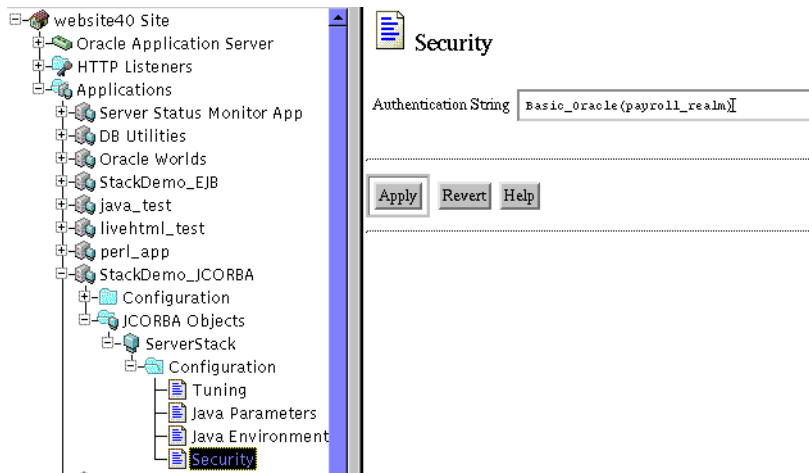 website40 Site
Oracle Application Server
HTTP Listeners
Applications
Server Status Monitor App
DB Utilities
Oracle Worlds
StackDemo_EJB
java_test
livehtml_test
perl_app
StackDemo_JCORBA
Configuration
JCORBA Objects
ServerStack
Configuration
Tuning
Java Parameters
Java Environment
Security
Security
Authentication String Basic_Oracle(payroll_realm)
Apply Revert Help